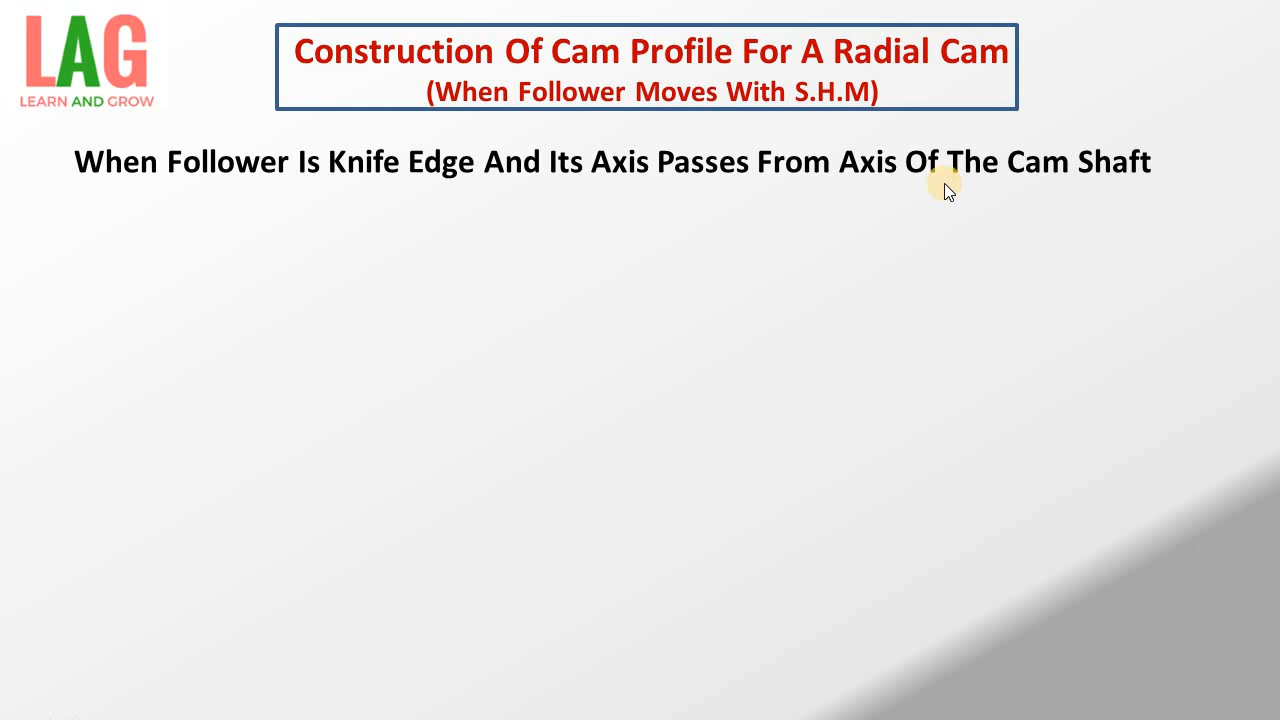 LAG
LEARN AND GROW
Construction Of Cam Profile For A Radial Cam
(When Follower Moves With S.H.M)
When Follower Is Knife Edge And Its Axis Passes From Axis Of The Cam Shaft